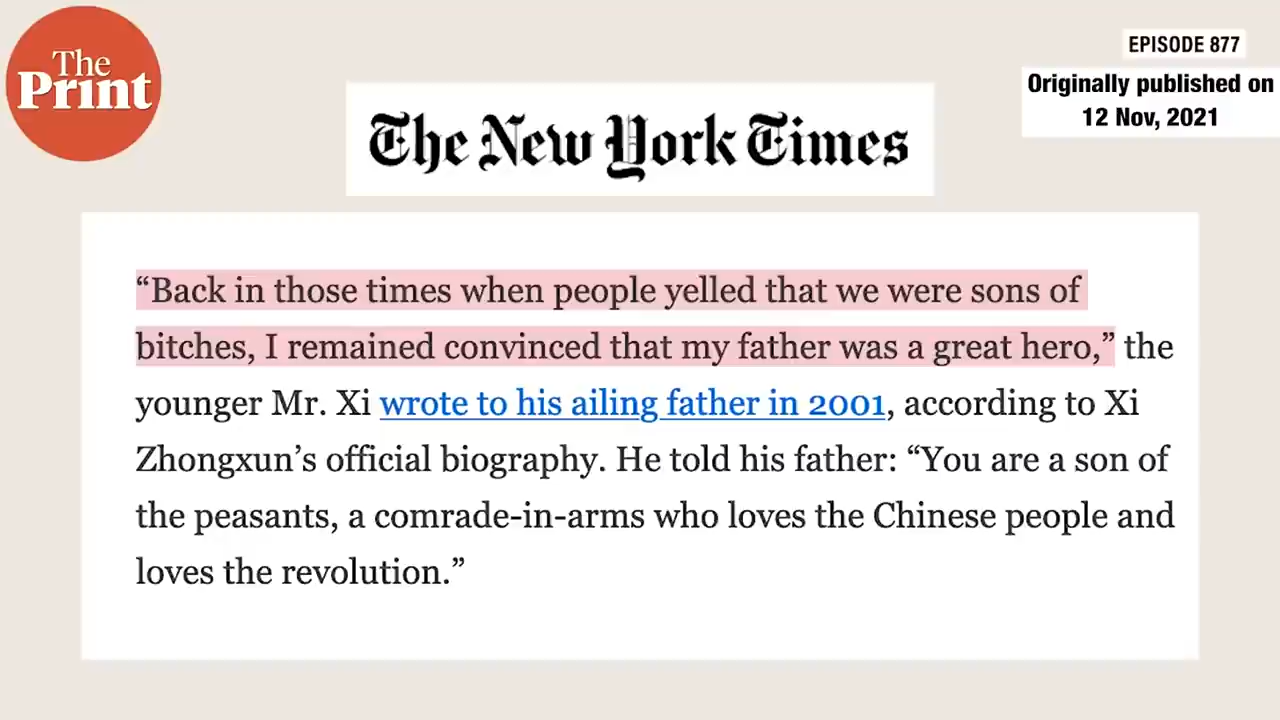 The
Print
EPISODE 877
Originally published on
12 Nov, 2021
The New York Times
“Back in those times when people yelled that we were sons of
bitches, I remained convinced that my father was a great hero,” the
younger Mr. Xi wrote to his ailing father in 2001, according to Xi
Zhongxun’s official biography. He told his father: “You are a son of
the peasants, a comrade-in-arms who loves the Chinese people and
loves the revolution.”